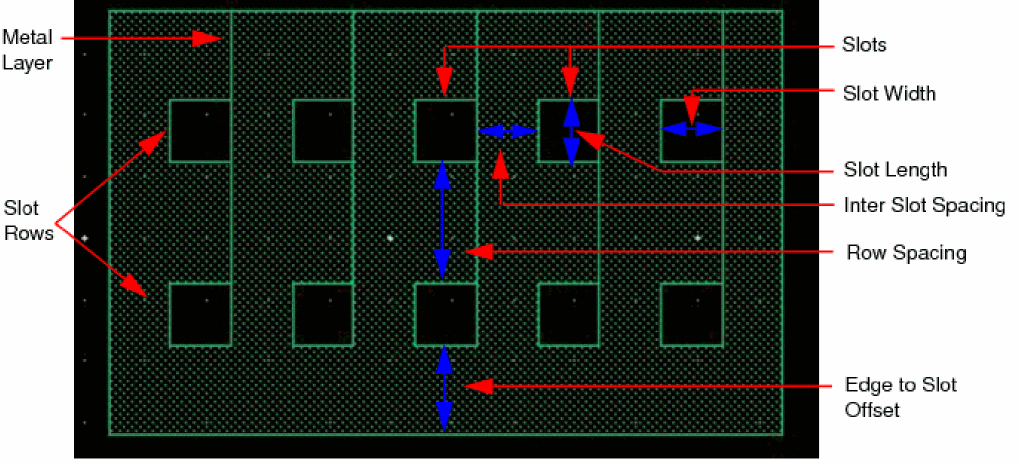 Metal
Layer
Slots
Slot Width
Slot Length
Inter Slot Spacing
Slot
Rows
Row Spacing
Edge to Slot
Offset